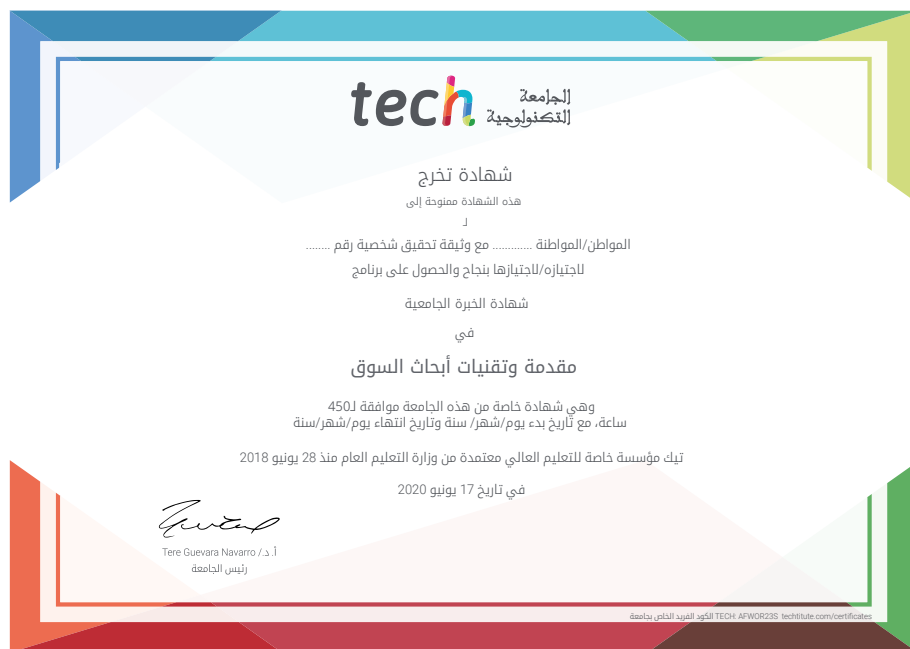 tech الجامعة
التكنولوجية
شهادة تخرج
هذه الشهادة ممنوحة إلى
لـ
المواطن/المواطنة ............. مع وثيقة تحقيق شخصية رقم ........
لاجتيازه/لاجتيازها بنجاح والحصول على برنامج
شهادة الخبرة الجامعية
في
مقدمة وتقنيات أبحاث السوق
وهي شهادة خاصة من هذه الجامعة موافقة لـ450
ساعة، مع تاريخ بدء يوم/شهر/ سنة وتاريخ انتهاء يوم/شهر/سنة
تيك مؤسسة خاصة للتعليم العالي معتمدة من وزارة التعليم العام منذ 28 يونيو 2018
في تاريخ 17 يونيو 2020
أ. د./ Tere Guevara Navarro
رئيس الجامعة
الكود الفريد الخاص بجامعة TECH: AFWOR23S techtitute.com/certificates